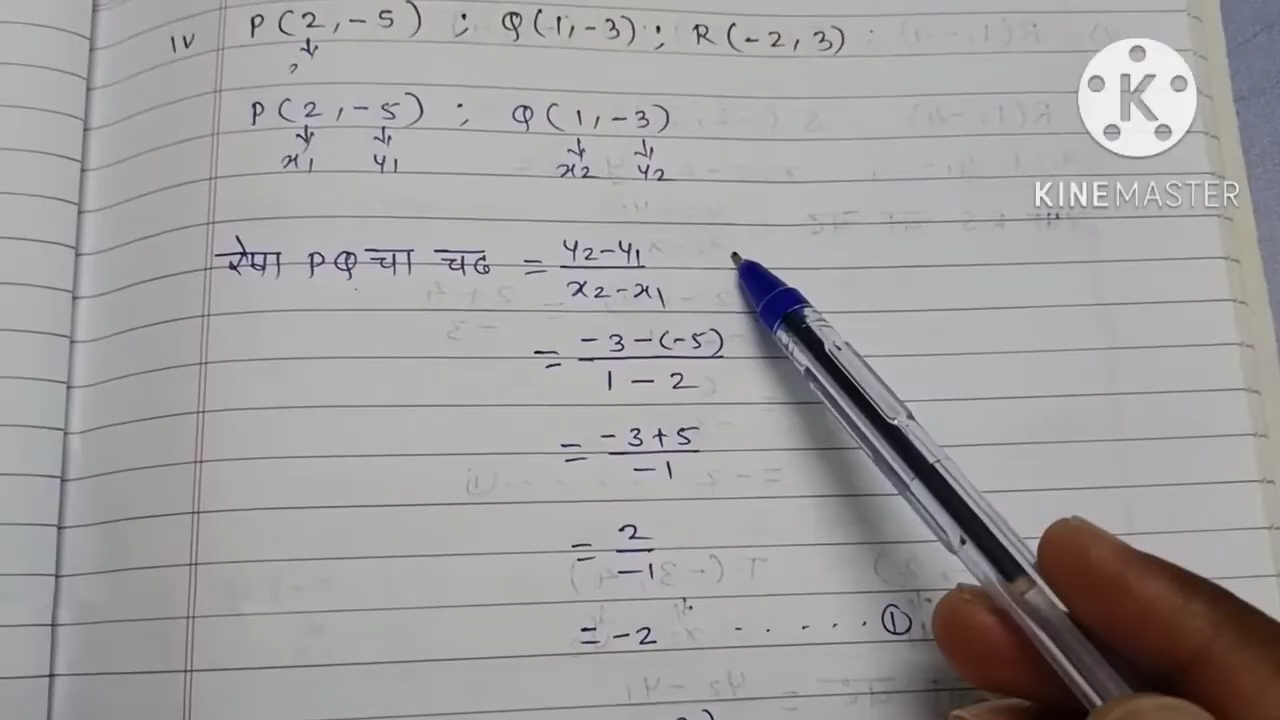 iv P(2,-5) ; Q(1,-3) ; R(-2,3)
P(2,-5) ; Q(1,-3)
x1 y1 x2 y2
रेषा PQ चा चढ = y2-y1 / x2-x1
= -3-(-5) / 1-2
= -3+5 / -1
= 2 / -1
= -2 ...... ①
K
KINEMASTER